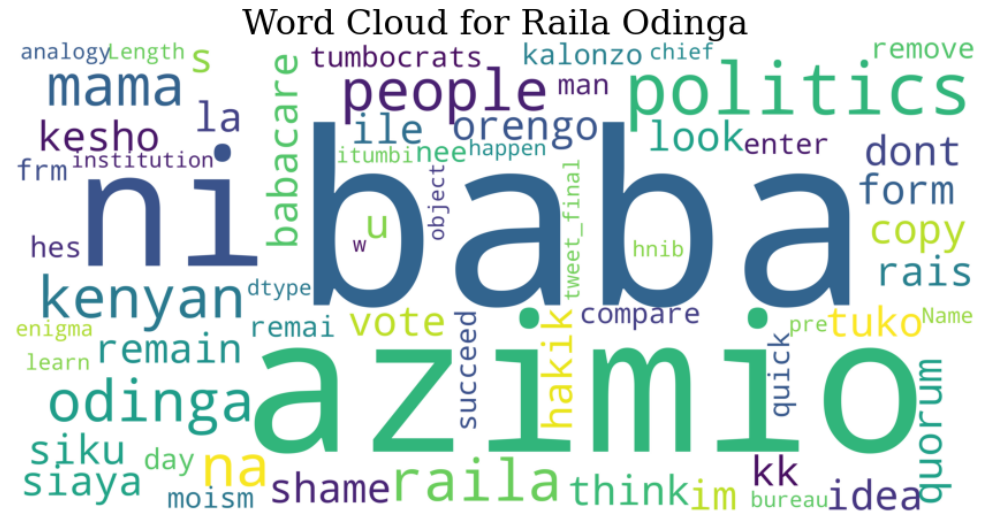 Word Cloud for Raila Odinga
analogy
Length
s
tumbocrats
kalonzo
chief
remove
mama
people
man
politics
babacare
la
kesho
ile
orengo
look
enter
dont
frm
institution
itumbi
nee
happen
form
ni
baba
object
tweet_final
u
w
hnib
copy
hes
rais
kenyan
dtype
enigma
remai
vote
compare
pre
tuko
Name
learn
remain
succeed
hakik
quick
azimio
odinga
quorum
siku
day
na
siaya
moism
shame
raila
think
im
kk
bureau
idea